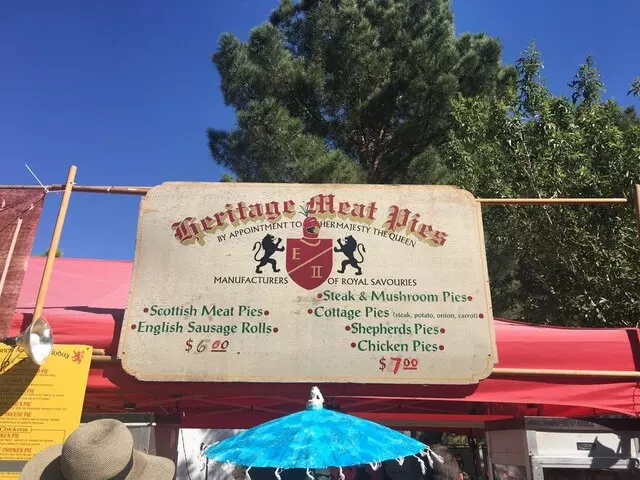 Heritage Meat Pies
BY APPOINTMENT TO HER MAJESTY THE QUEEN
E
II
MANUFACTURERS OF ROYAL SAVOURIES
•Scottish Meat Pies•
•English Sausage Rolls•
$6.00
•Steak & Mushroom Pies•
•Cottage Pies (steak, potato, onion, carrot)•
•Shepherds Pies•
•Chicken Pies•
$7.00
PIE